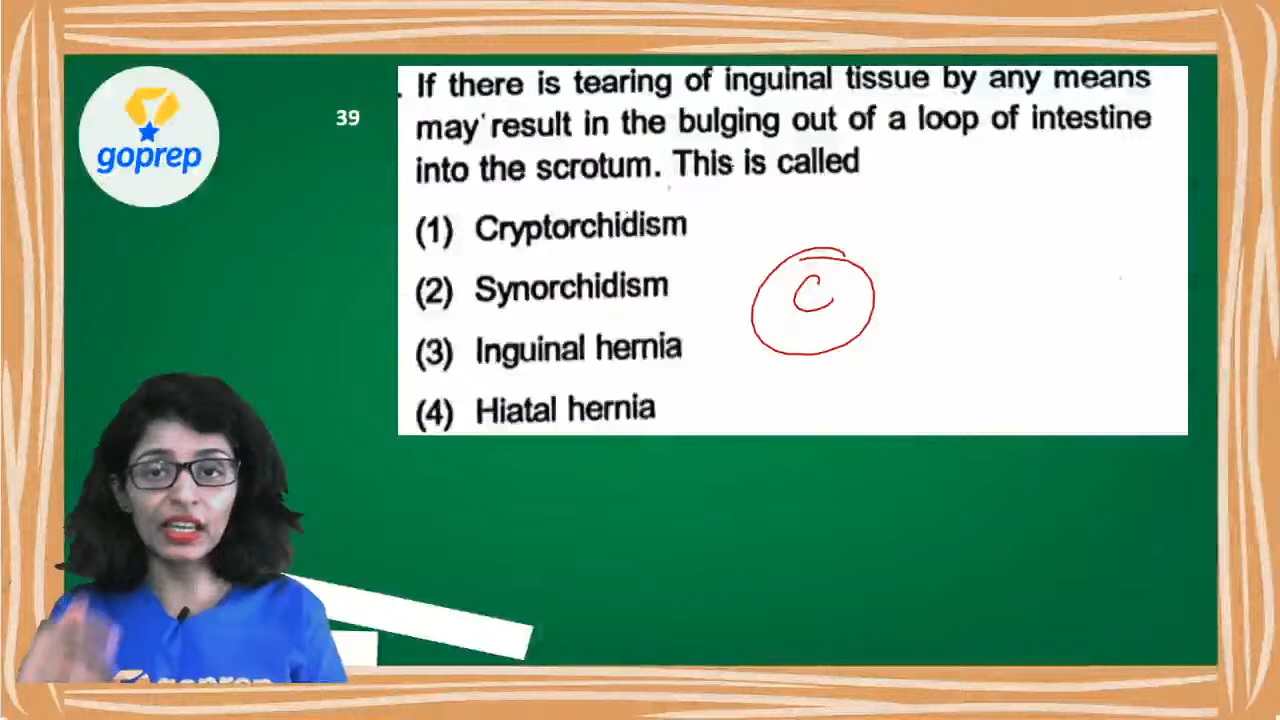 goprep
39
. If there is tearing of inguinal tissue by any means
may result in the bulging out of a loop of intestine
into the scrotum. This is called
(1) Cryptorchidism
(2) Synorchidism
(3) Inguinal hernia
(4) Hiatal hernia
C
goprep